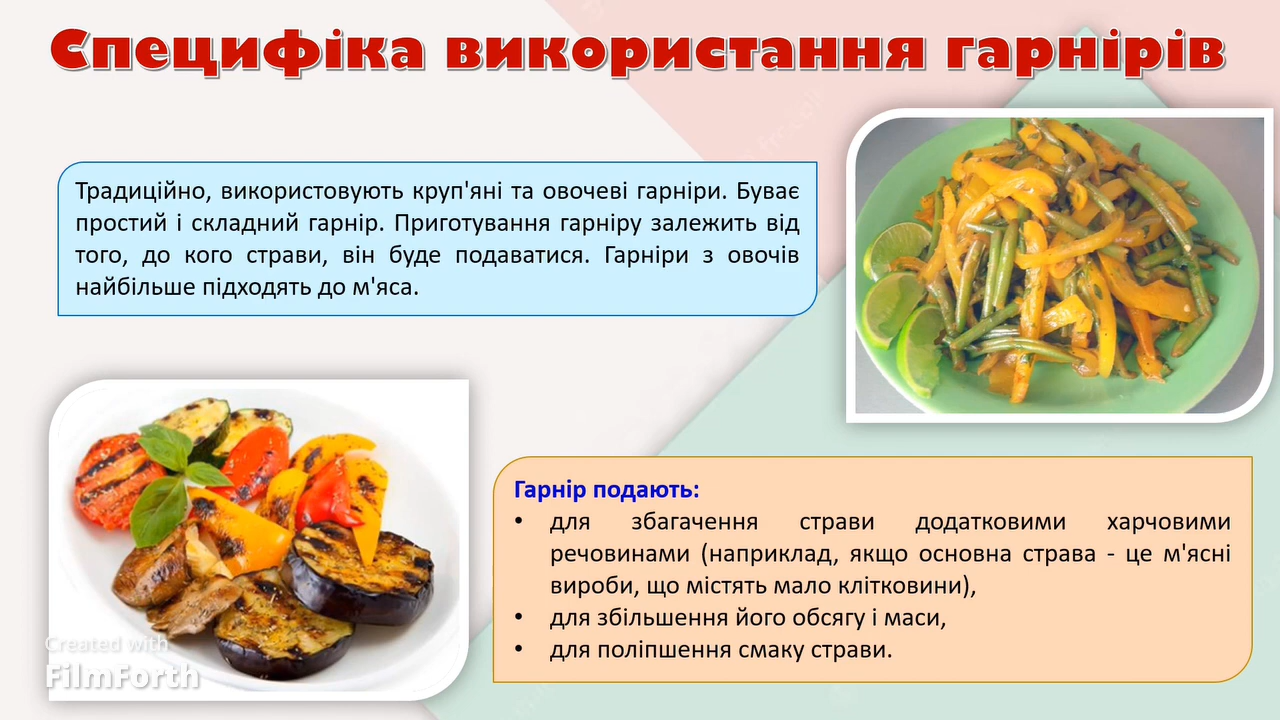 Специфіка використання гарнірів
Традиційно, використовують круп'яні та овочеві гарніри. Буває
простий і складний гарнір. Приготування гарніру залежить від
того, до кого страви, він буде подаватися. Гарніри з овочів
найбільше підходять до м'яса.
Гарнір подають:
• для збагачення страви додатковими харчовими
речовинами (наприклад, якщо основна страва - це м'ясні
вироби, що містять мало клітковини),
• для збільшення його обсягу і маси,
• для поліпшення смаку страви.
Created with
FilmForth